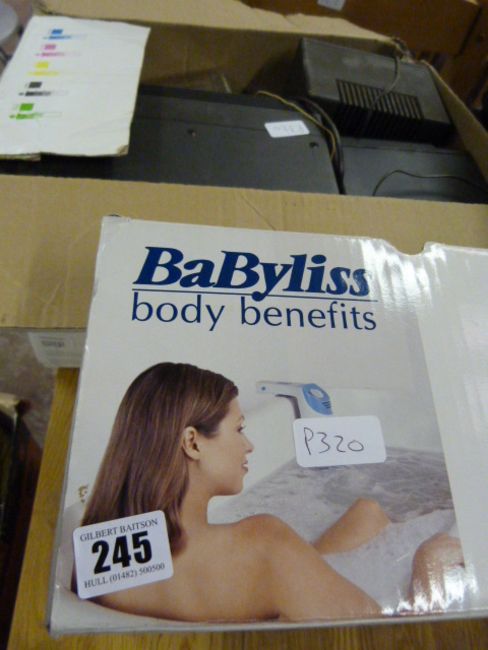 BaByliss
body benefits
P320
GILBERT BAITSON
245
HULL (01482) 500500